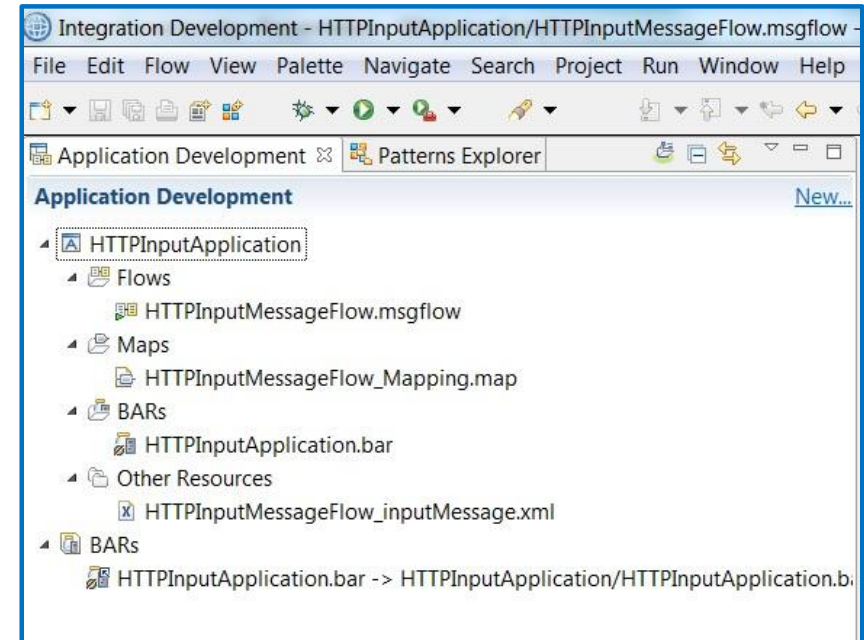 Integration Development - HTTPInputApplication/HTTPInputMessageFlow.msgflow -
File Edit Flow View Palette Navigate Search Project Run Window Help
Application Development Patterns Explorer
Application Development New...
HTTPInputApplication
Flows
HTTPInputMessageFlow.msgflow
Maps
HTTPInputMessageFlow_Mapping.map
BARs
HTTPInputApplication.bar
Other Resources
HTTPInputMessageFlow_inputMessage.xml
BARs
HTTPInputApplication.bar -> HTTPInputApplication/HTTPInputApplication.ba